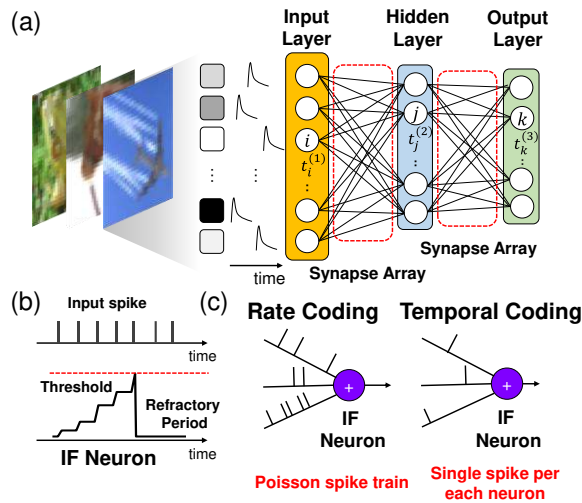 (a)
Input
Layer
Hidden
Layer
Output
Layer
i
t_i^(1)
⋮
j
t_j^(2)
⋮
k
t_k^(3)
⋮
...
...
⋮
time
Synapse Array
Synapse Array
(b)
Input spike
time
Threshold
Refractory
Period
IF Neuron
time
(c)
Rate Coding
+
IF
Neuron
Poisson spike train
Temporal Coding
+
IF
Neuron
Single spike per
each neuron